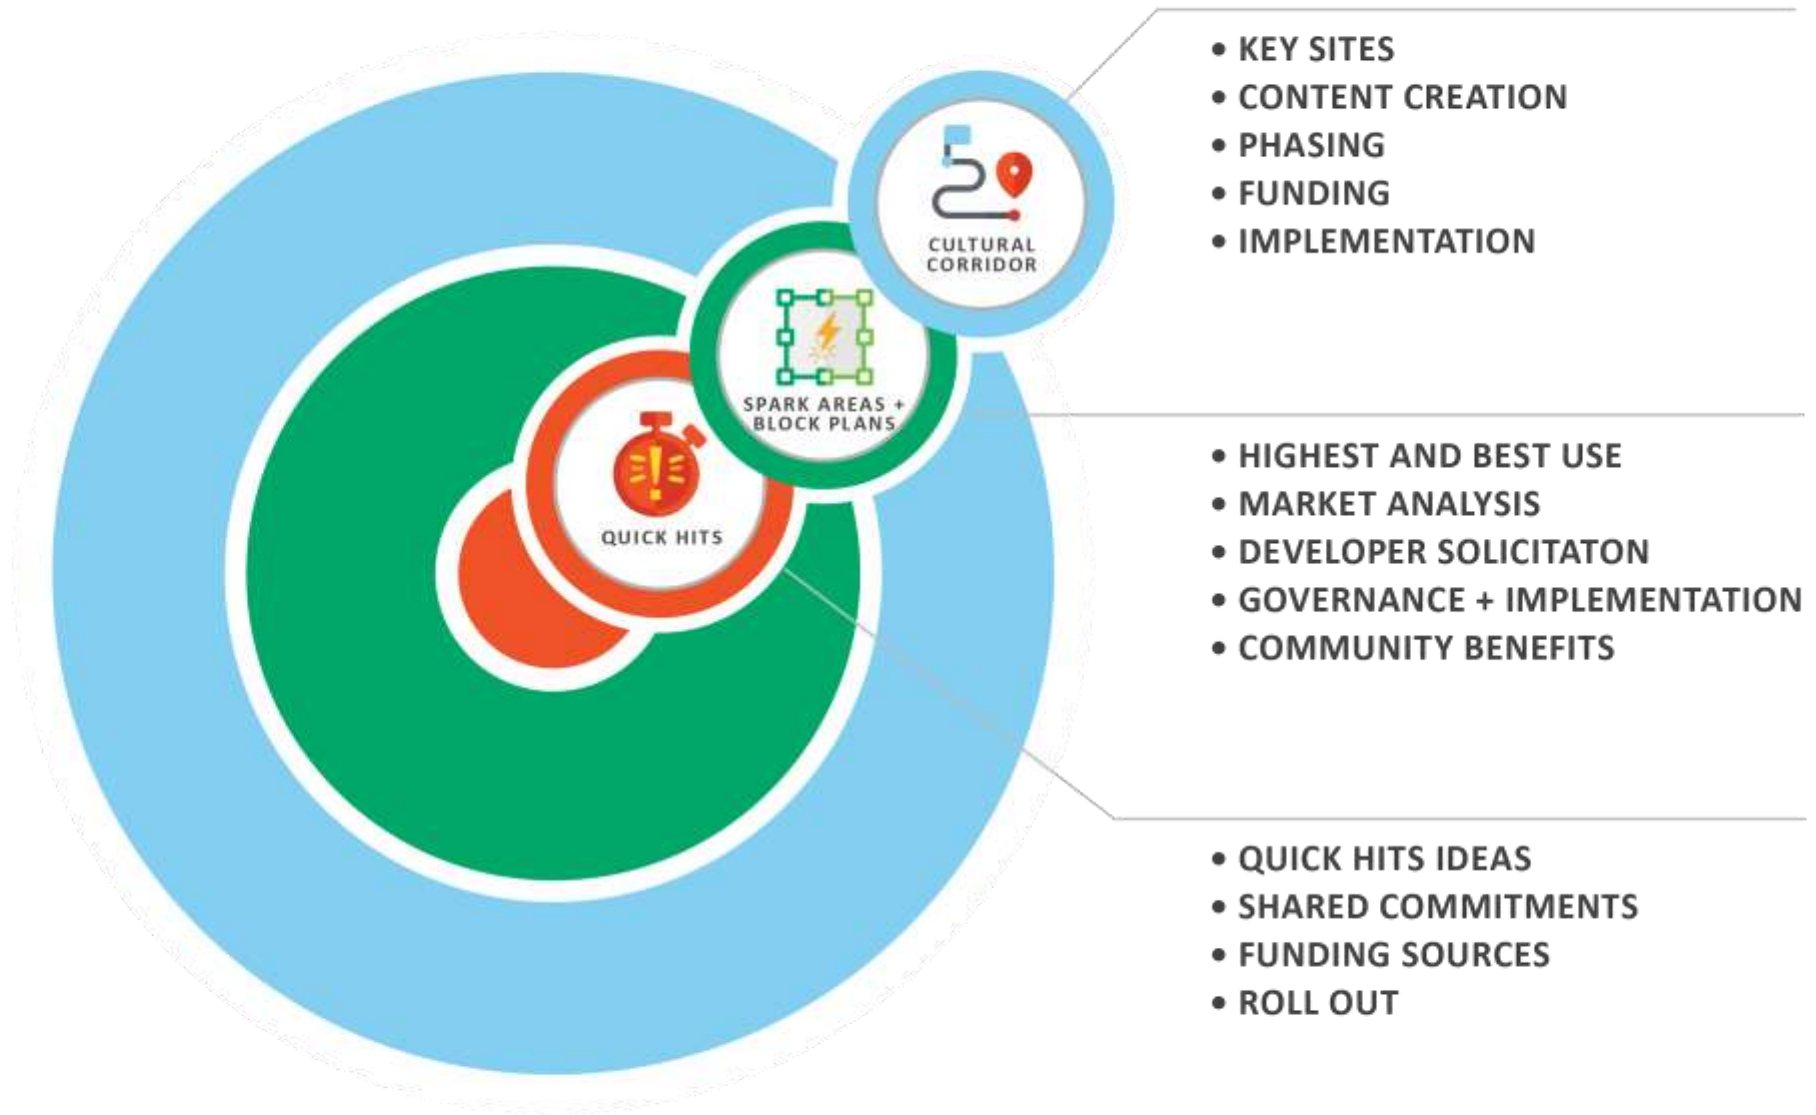 • KEY SITES
• CONTENT CREATION
• PHASING
• FUNDING
• IMPLEMENTATION
CULTURAL
CORRIDOR
SPARK AREAS +
BLOCK PLANS
• HIGHEST AND BEST USE
• MARKET ANALYSIS
• DEVELOPER SOLICITATON
• GOVERNANCE + IMPLEMENTATION
• COMMUNITY BENEFITS
QUICK HITS
• QUICK HITS IDEAS
• SHARED COMMITMENTS
• FUNDING SOURCES
• ROLL OUT